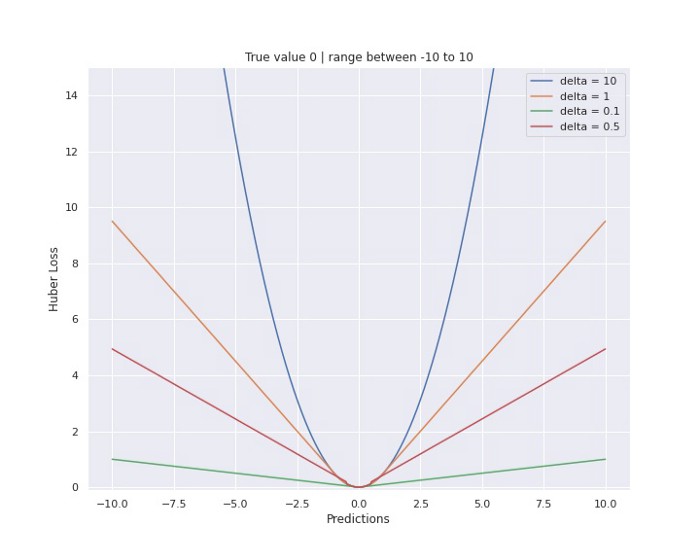 True value 0 | range between -10 to 10
delta = 10
delta = 1
delta = 0.1
delta = 0.5
14
12
10
8
6
4
2
0
Huber Loss
−10.0 −7.5 −5.0 −2.5 0.0 2.5 5.0 7.5 10.0
Predictions